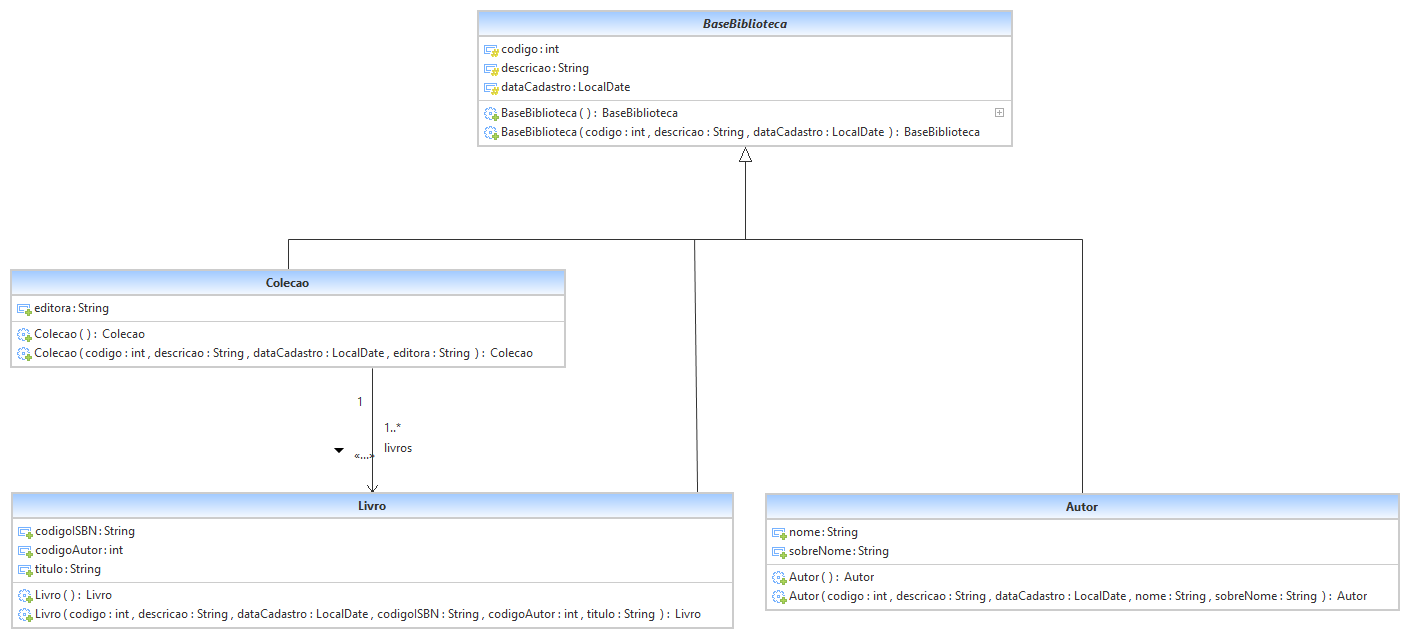 BaseBiblioteca
codigo : int
descricao : String
dataCadastro : LocalDate
BaseBiblioteca ( ) : BaseBiblioteca
BaseBiblioteca ( codigo : int , descricao : String , dataCadastro : LocalDate ) : BaseBiblioteca
Colecao
editora : String
Colecao ( ) : Colecao
Colecao ( codigo : int , descricao : String , dataCadastro : LocalDate , editora : String ) : Colecao
1
1..*
livros
«...»
Livro
codigoISBN : String
codigoAutor : int
titulo : String
Livro ( ) : Livro
Livro ( codigo : int , descricao : String , dataCadastro : LocalDate , codigoISBN : String , codigoAutor : int , titulo : String ) : Livro
Autor
nome : String
sobreNome : String
Autor ( ) : Autor
Autor ( codigo : int , descricao : String , dataCadastro : LocalDate , nome : String , sobreNome : String ) : Autor